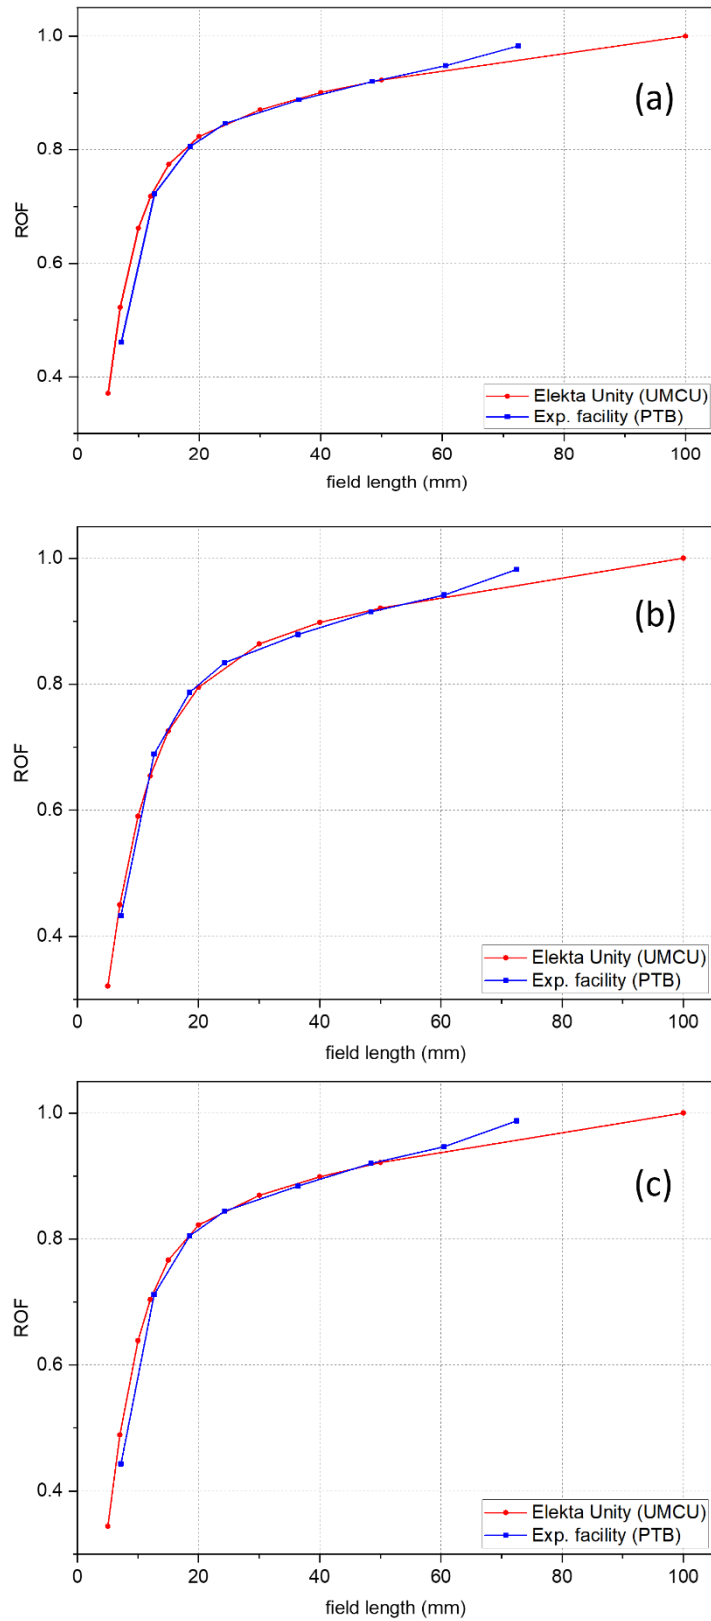 1.0
(a)
0.8
ROF
0.6
0.4
Elekta Unity (UMCU)
Exp. facility (PTB)
0 20 40 60 80 100
field length (mm)
1.0
(b)
0.8
ROF
0.6
0.4
Elekta Unity (UMCU)
Exp. facility (PTB)
0 20 40 60 80 100
field length (mm)
1.0
(c)
0.8
ROF
0.6
0.4
Elekta Unity (UMCU)
Exp. facility (PTB)
0 20 40 60 80 100
field length (mm)